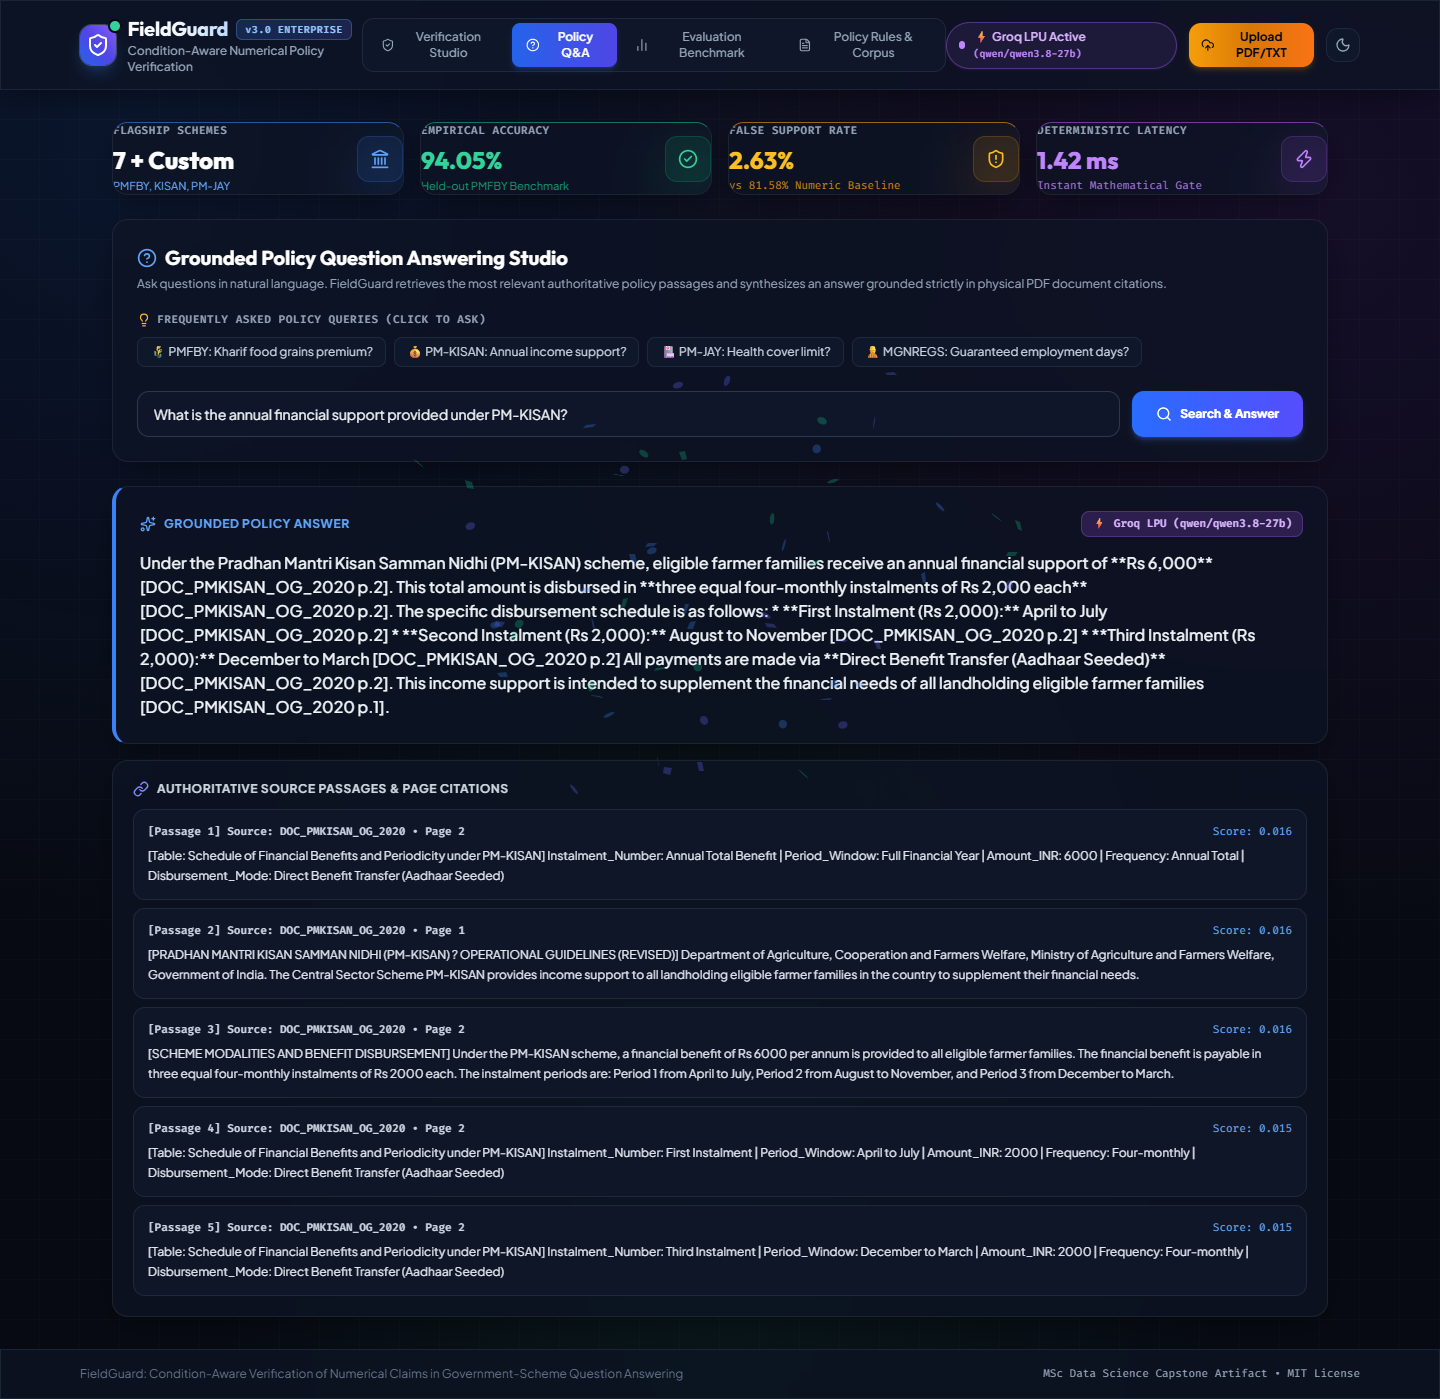 FieldGuard v3.0 ENTERPRISE
Condition-Aware Numerical Policy
Verification
Verification
Studio
Policy
Q&A
Evaluation
Benchmark
Policy Rules &
Corpus
Groq LPU Active
(qwen/qwen3.8-27b)
Upload
PDF/TXT
FLAGSHIP SCHEMES
7 + Custom
PMFBY, KISAN, PM-JAY
EMPIRICAL ACCURACY
94.05%
Held-out PMFBY Benchmark
FALSE SUPPORT RATE
2.63%
vs 81.58% Numeric Baseline
DETERMINISTIC LATENCY
1.42 ms
Instant Mathematical Gate
Grounded Policy Question Answering Studio
Ask questions in natural language. FieldGuard retrieves the most relevant authoritative policy passages and synthesizes an answer grounded strictly in physical PDF document citations.
FREQUENTLY ASKED POLICY QUERIES (CLICK TO ASK)
PMFBY: Kharif food grains premium?
PM-KISAN: Annual income support?
PM-JAY: Health cover limit?
MGNREGS: Guaranteed employment days?
What is the annual financial support provided under PM-KISAN?
Search & Answer
GROUNDED POLICY ANSWER
Groq LPU (qwen/qwen3.8-27b)
Under the Pradhan Mantri Kisan Samman Nidhi (PM-KISAN) scheme, eligible farmer families receive an annual financial support of **Rs 6,000**
[DOC_PMKISAN_OG_2020 p.2]. This total amount is disbursed in **three equal four-monthly instalments of Rs 2,000 each**
[DOC_PMKISAN_OG_2020 p.2]. The specific disbursement schedule is as follows: * **First Instalment (Rs 2,000):** April to July
[DOC_PMKISAN_OG_2020 p.2] * **Second Instalment (Rs 2,000):** August to November [DOC_PMKISAN_OG_2020 p.2] * **Third Instalment (Rs
2,000):** December to March [DOC_PMKISAN_OG_2020 p.2] All payments are made via **Direct Benefit Transfer (Aadhaar Seeded)**
[DOC_PMKISAN_OG_2020 p.2]. This income support is intended to supplement the financial needs of all landholding eligible farmer families
[DOC_PMKISAN_OG_2020 p.1].
AUTHORITATIVE SOURCE PASSAGES & PAGE CITATIONS
[Passage 1] Source: DOC_PMKISAN_OG_2020 • Page 2
Score: 0.016
[Table: Schedule of Financial Benefits and Periodicity under PM-KISAN] Instalment_Number: Annual Total Benefit | Period_Window: Full Financial Year | Amount_INR: 6000 | Frequency: Annual Total |
Disbursement_Mode: Direct Benefit Transfer (Aadhaar Seeded)
[Passage 2] Source: DOC_PMKISAN_OG_2020 • Page 1
Score: 0.016
[PRADHAN MANTRI KISAN SAMMAN NIDHI (PM-KISAN) ? OPERATIONAL GUIDELINES (REVISED)] Department of Agriculture, Cooperation and Farmers Welfare, Ministry of Agriculture and Farmers Welfare,
Government of India. The Central Sector Scheme PM-KISAN provides income support to all landholding eligible farmer families in the country to supplement their financial needs.
[Passage 3] Source: DOC_PMKISAN_OG_2020 • Page 2
Score: 0.016
[SCHEME MODALITIES AND BENEFIT DISBURSEMENT] Under the PM-KISAN scheme, a financial benefit of Rs 6000 per annum is provided to all eligible farmer families. The financial benefit is payable in
three equal four-monthly instalments of Rs 2000 each. The instalment periods are: Period 1 from April to July, Period 2 from August to November, and Period 3 from December to March.
[Passage 4] Source: DOC_PMKISAN_OG_2020 • Page 2
Score: 0.015
[Table: Schedule of Financial Benefits and Periodicity under PM-KISAN] Instalment_Number: First Instalment | Period_Window: April to July | Amount_INR: 2000 | Frequency: Four-monthly |
Disbursement_Mode: Direct Benefit Transfer (Aadhaar Seeded)
[Passage 5] Source: DOC_PMKISAN_OG_2020 • Page 2
Score: 0.015
[Table: Schedule of Financial Benefits and Periodicity under PM-KISAN] Instalment_Number: Third Instalment | Period_Window: December to March | Amount_INR: 2000 | Frequency: Four-monthly |
Disbursement_Mode: Direct Benefit Transfer (Aadhaar Seeded)
FieldGuard: Condition-Aware Verification of Numerical Claims in Government-Scheme Question Answering
MSc Data Science Capstone Artifact • MIT License